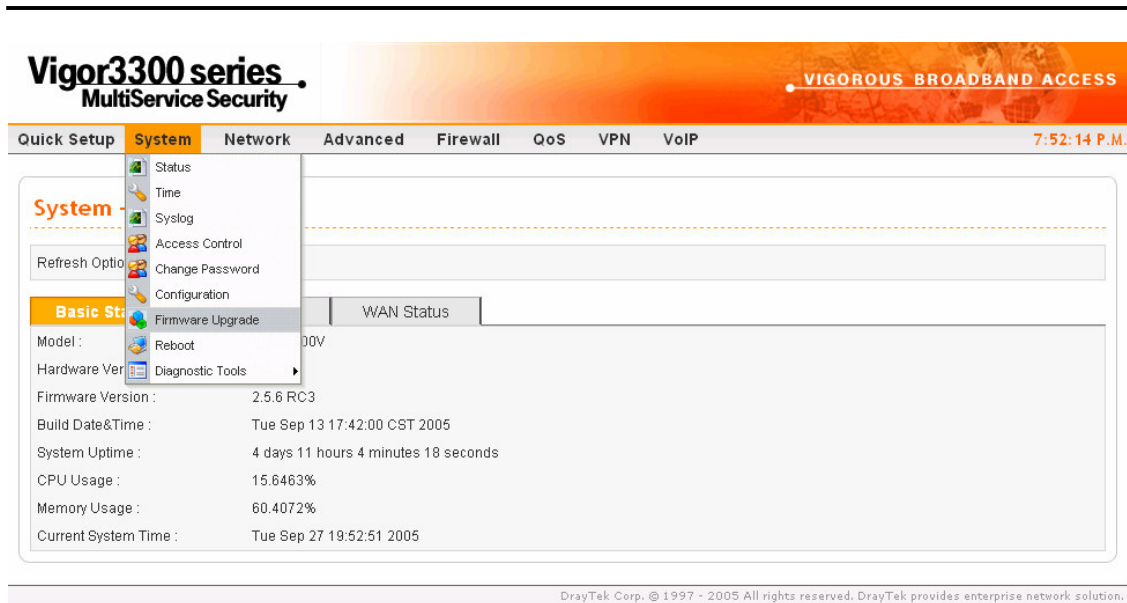 Vigor3300 series
MultiService Security
VIGOROUS BROADBAND ACCESS
Quick Setup System Network Advanced Firewall QoS VPN VoIP 7:52:14 P.M.
Status
Time
System -
Syslog
Access Control
Refresh Optio
Change Password
Configuration
Basic Sta
WAN Status
Firmware Upgrade
Model : 00V
Reboot
Hardware Ver
Diagnostic Tools
Firmware Version : 2.5.6 RC3
Build Date&Time : Tue Sep 13 17:42:00 CST 2005
System Uptime : 4 days 11 hours 4 minutes 18 seconds
CPU Usage : 15.6463%
Memory Usage : 60.4072%
Current System Time : Tue Sep 27 19:52:51 2005
DrayTek Corp. © 1997 - 2005 All rights reserved. DrayTek provides enterprise network solution.